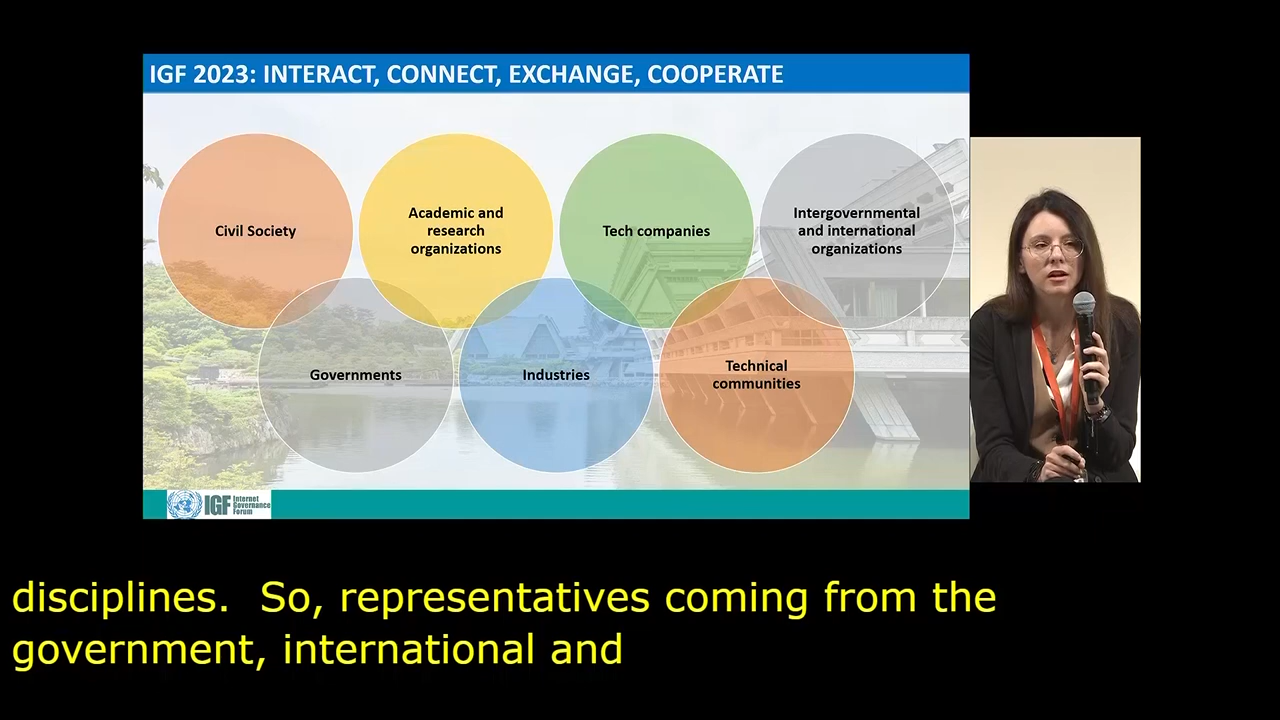 IGF 2023: INTERACT, CONNECT, EXCHANGE, COOPERATE
Civil Society
Academic and
research
organizations
Tech companies
Intergovernmental
and international
organizations
Governments
Industries
Technical
communities
IGF
Internet
Governance
Forum
disciplines.  So, representatives coming from the
government, international and